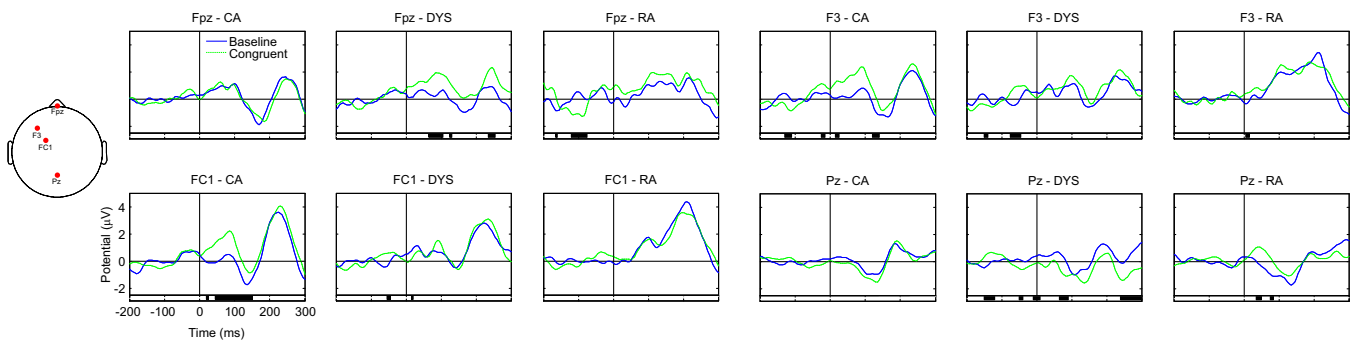 Fpz - CA
Fpz - DYS
Fpz - RA
F3 - CA
F3 - DYS
F3 - RA
Baseline
Congruent
Fpz
F3
FC1
Pz
FC1 - CA
FC1 - DYS
FC1 - RA
Pz - CA
Pz - DYS
Pz - RA
Potential (μV)
4
2
0
-2
-200 -100 0 100 200 300
Time (ms)